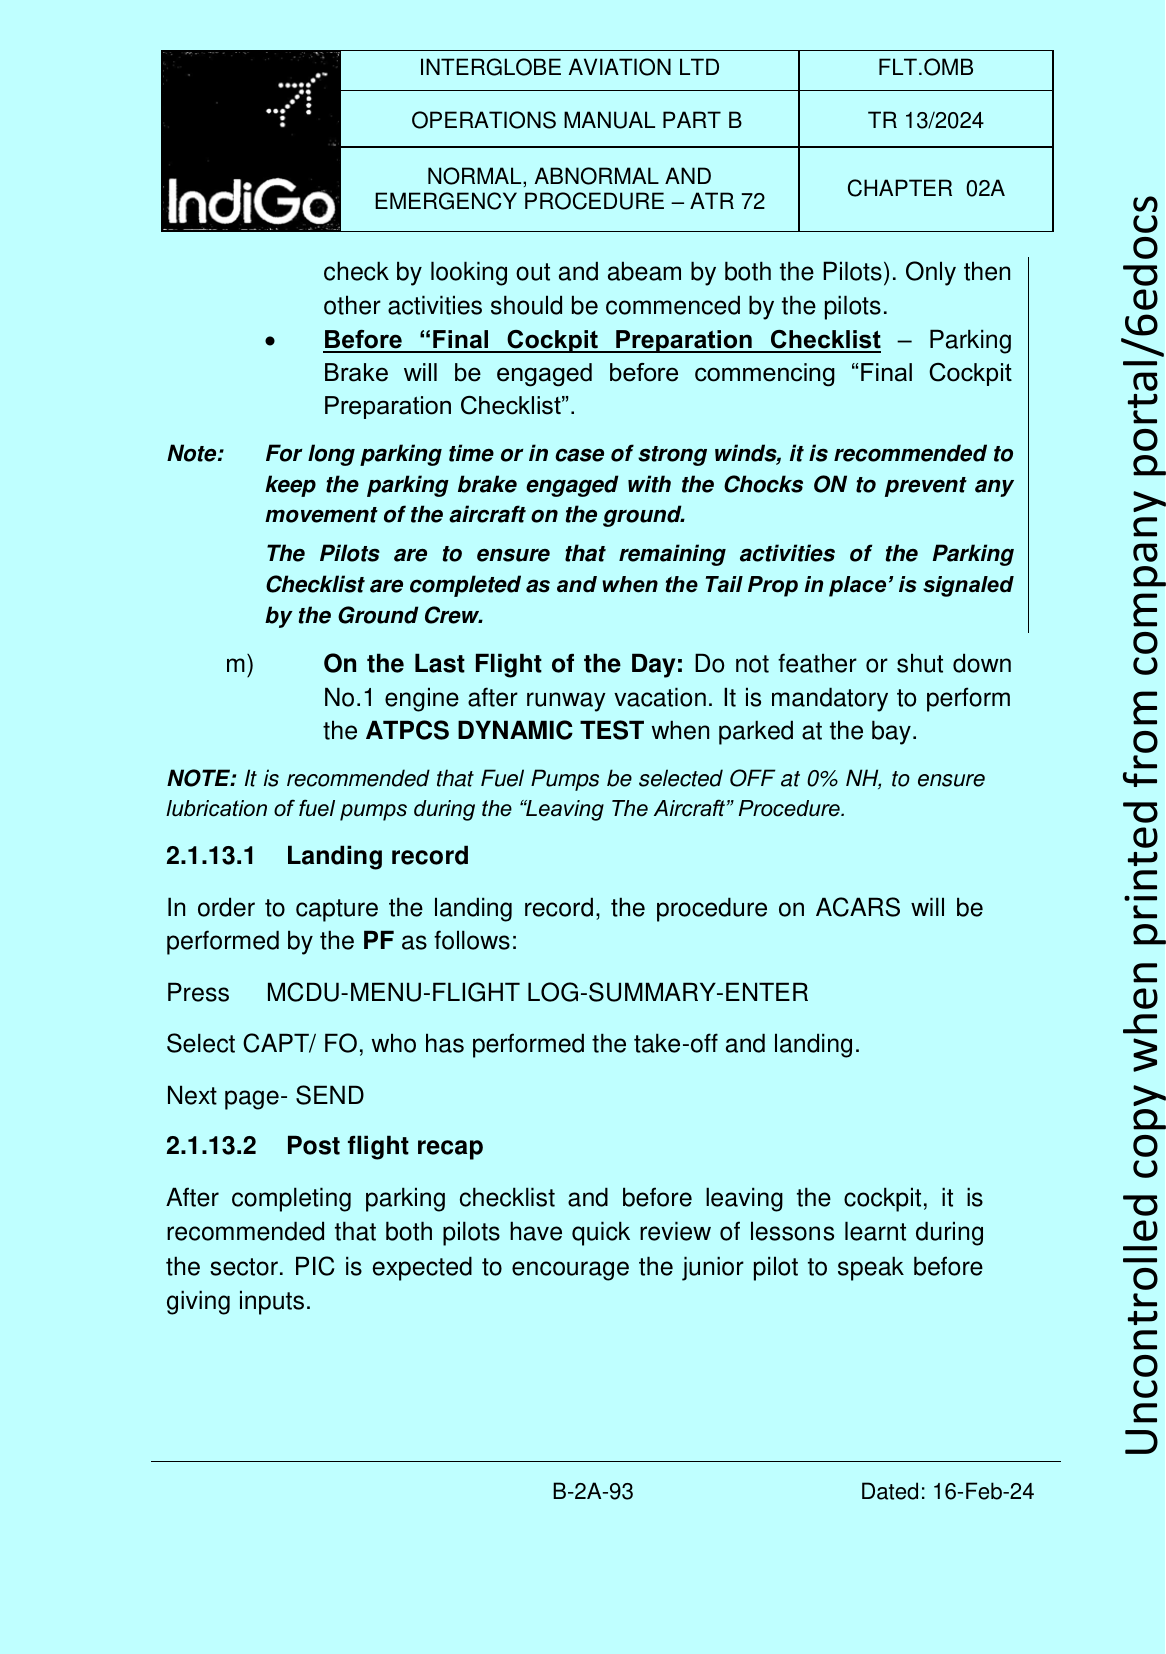 INTERGLOBE AVIATION LTD
FLT.OMB
OPERATIONS MANUAL PART B
TR 13/2024
IndiGo
NORMAL, ABNORMAL AND
EMERGENCY PROCEDURE – ATR 72
CHAPTER 02A
check by looking out and abeam by both the Pilots). Only then
other activities should be commenced by the pilots.
• Before “Final Cockpit Preparation Checklist – Parking
Brake will be engaged before commencing “Final Cockpit
Preparation Checklist”.
Note: For long parking time or in case of strong winds, it is recommended to
keep the parking brake engaged with the Chocks ON to prevent any
movement of the aircraft on the ground.
The Pilots are to ensure that remaining activities of the Parking
Checklist are completed as and when the Tail Prop in place’ is signaled
by the Ground Crew.
m) On the Last Flight of the Day: Do not feather or shut down
No.1 engine after runway vacation. It is mandatory to perform
the ATPCS DYNAMIC TEST when parked at the bay.
NOTE: It is recommended that Fuel Pumps be selected OFF at 0% NH, to ensure
lubrication of fuel pumps during the “Leaving The Aircraft” Procedure.
2.1.13.1 Landing record
In order to capture the landing record, the procedure on ACARS will be
performed by the PF as follows:
Press MCDU-MENU-FLIGHT LOG-SUMMARY-ENTER
Select CAPT/ FO, who has performed the take-off and landing.
Next page- SEND
2.1.13.2 Post flight recap
After completing parking checklist and before leaving the cockpit, it is
recommended that both pilots have quick review of lessons learnt during
the sector. PIC is expected to encourage the junior pilot to speak before
giving inputs.
B-2A-93
Dated: 16-Feb-24
Uncontrolled copy when printed from company portal/6edocs